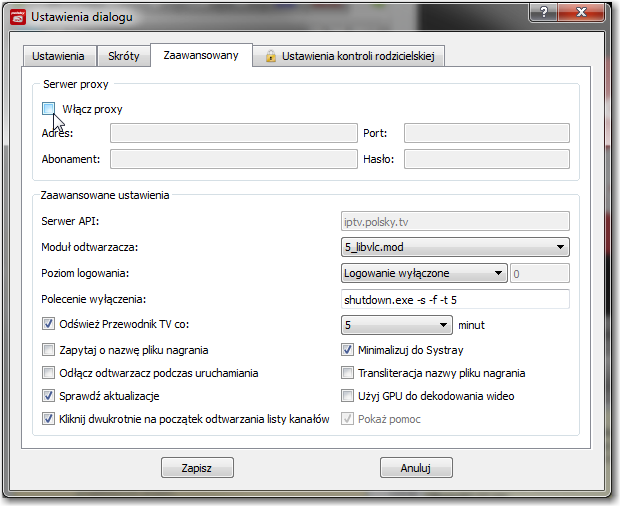 Ustawienia dialogu
Ustawienia Skróty Zaawansowany Ustawienia kontroli rodzicielskiej
Serwer proxy
Włącz proxy
Adres: Port:
Abonament: Hasło:
Zaawansowane ustawienia
Serwer API: iptv.polsky.tv
Moduł odtwarzacza: 5_libvlc.mod
Poziom logowania: Logowanie wyłączone 0
Polecenie wyłączenia: shutdown.exe -s -f -t 5
Odśwież Przewodnik TV co: 5 minut
Zapytaj o nazwę pliku nagrania Minimalizuj do Systray
Odłącz odtwarzacz podczas uruchamiania Transliteracja nazwy pliku nagrania
Sprawdź aktualizacje Użyj GPU do dekodowania wideo
Kliknij dwukrotnie na początek odtwarzania listy kanałów Pokaż pomoc
Zapisz Anuluj